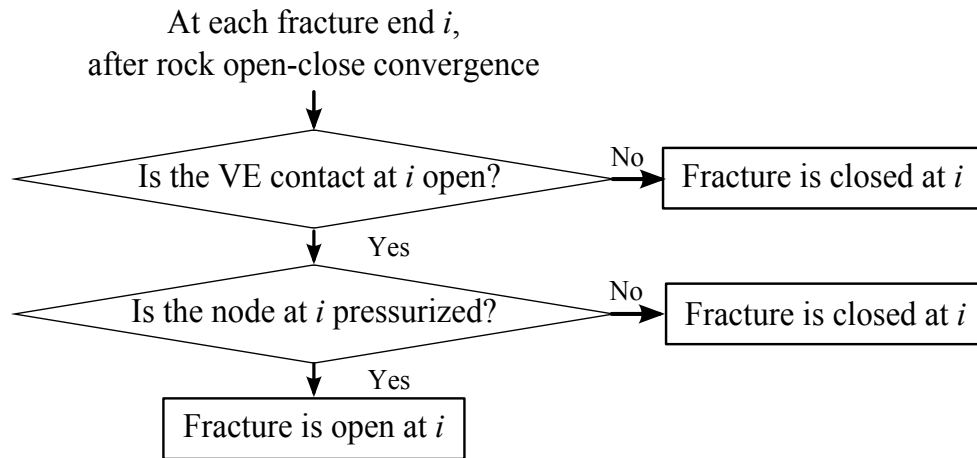 At each fracture end i,
after rock open-close convergence
Is the VE contact at i open?
No
Fracture is closed at i
Yes
Is the node at i pressurized?
No
Fracture is closed at i
Yes
Fracture is open at i